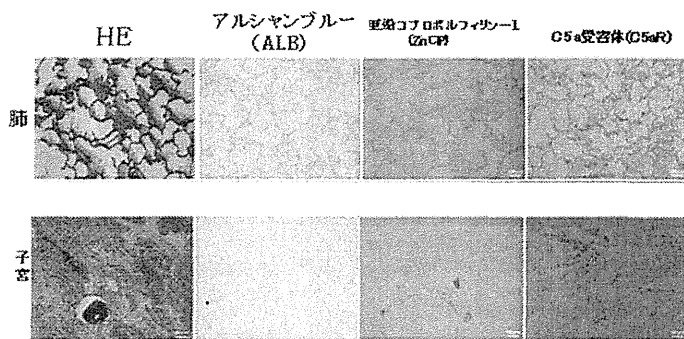 HE
アルシャンブルー
(ALB)
亜鉛コプロポルフィリン－I
(ZnCP)
C5a受容体(C5aR)
肺
子宮